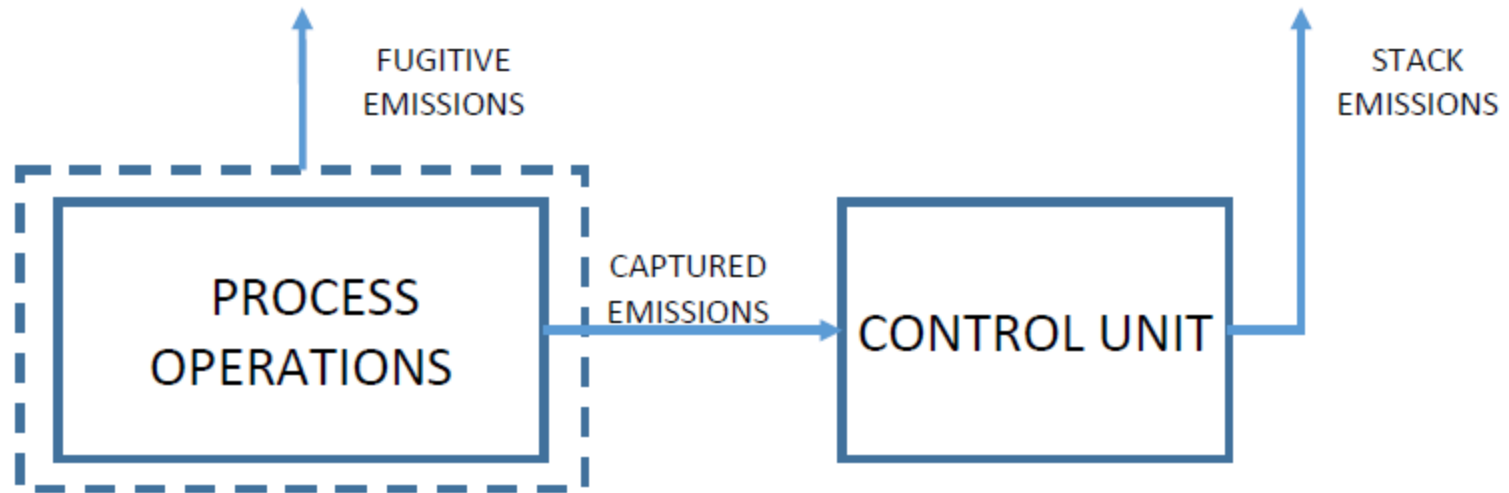 FUGITIVE
EMISSIONS
STACK
EMISSIONS
PROCESS
OPERATIONS
CAPTURED
EMISSIONS
CONTROL UNIT